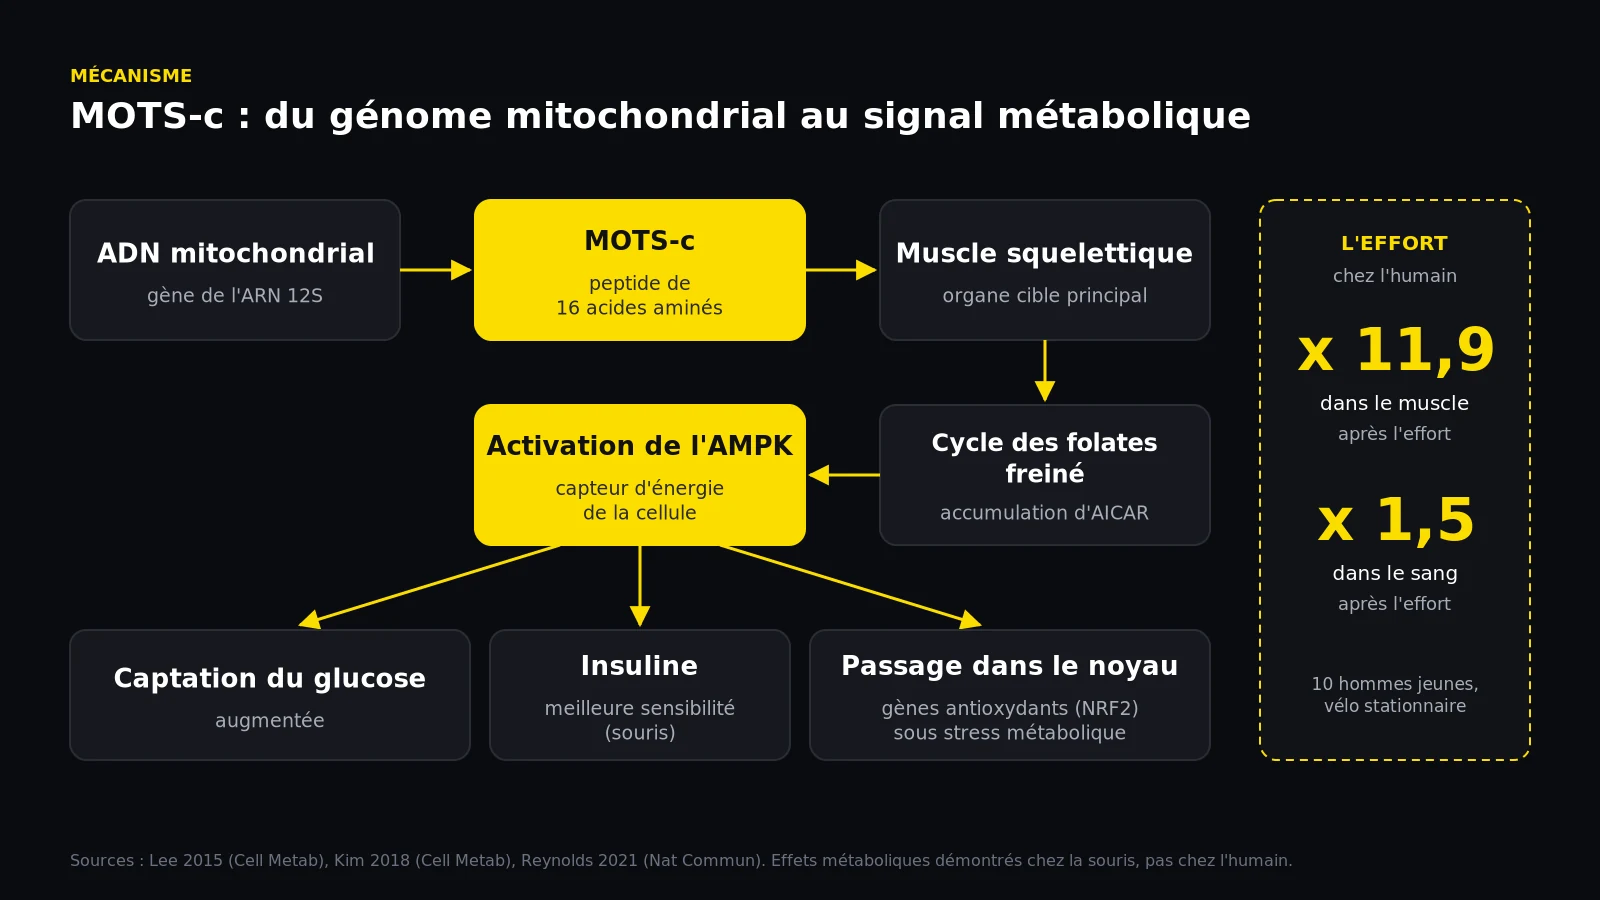 MÉCANISME
MOTS-c : du génome mitochondrial au signal métabolique
ADN mitochondrial
gène de l'ARN 12S
MOTS-c
peptide de
16 acides aminés
Muscle squelettique
organe cible principal
Activation de l'AMPK
capteur d'énergie
de la cellule
Cycle des folates
freiné
accumulation d'AICAR
Captation du glucose
augmentée
Insuline
meilleure sensibilité
(souris)
Passage dans le noyau
gènes antioxydants (NRF2)
sous stress métabolique
L'EFFORT
chez l'humain
x 11,9
dans le muscle
après l'effort
x 1,5
dans le sang
après l'effort
10 hommes jeunes,
vélo stationnaire
Sources : Lee 2015 (Cell Metab), Kim 2018 (Cell Metab), Reynolds 2021 (Nat Commun). Effets métaboliques démontrés chez la souris, pas chez l'humain.